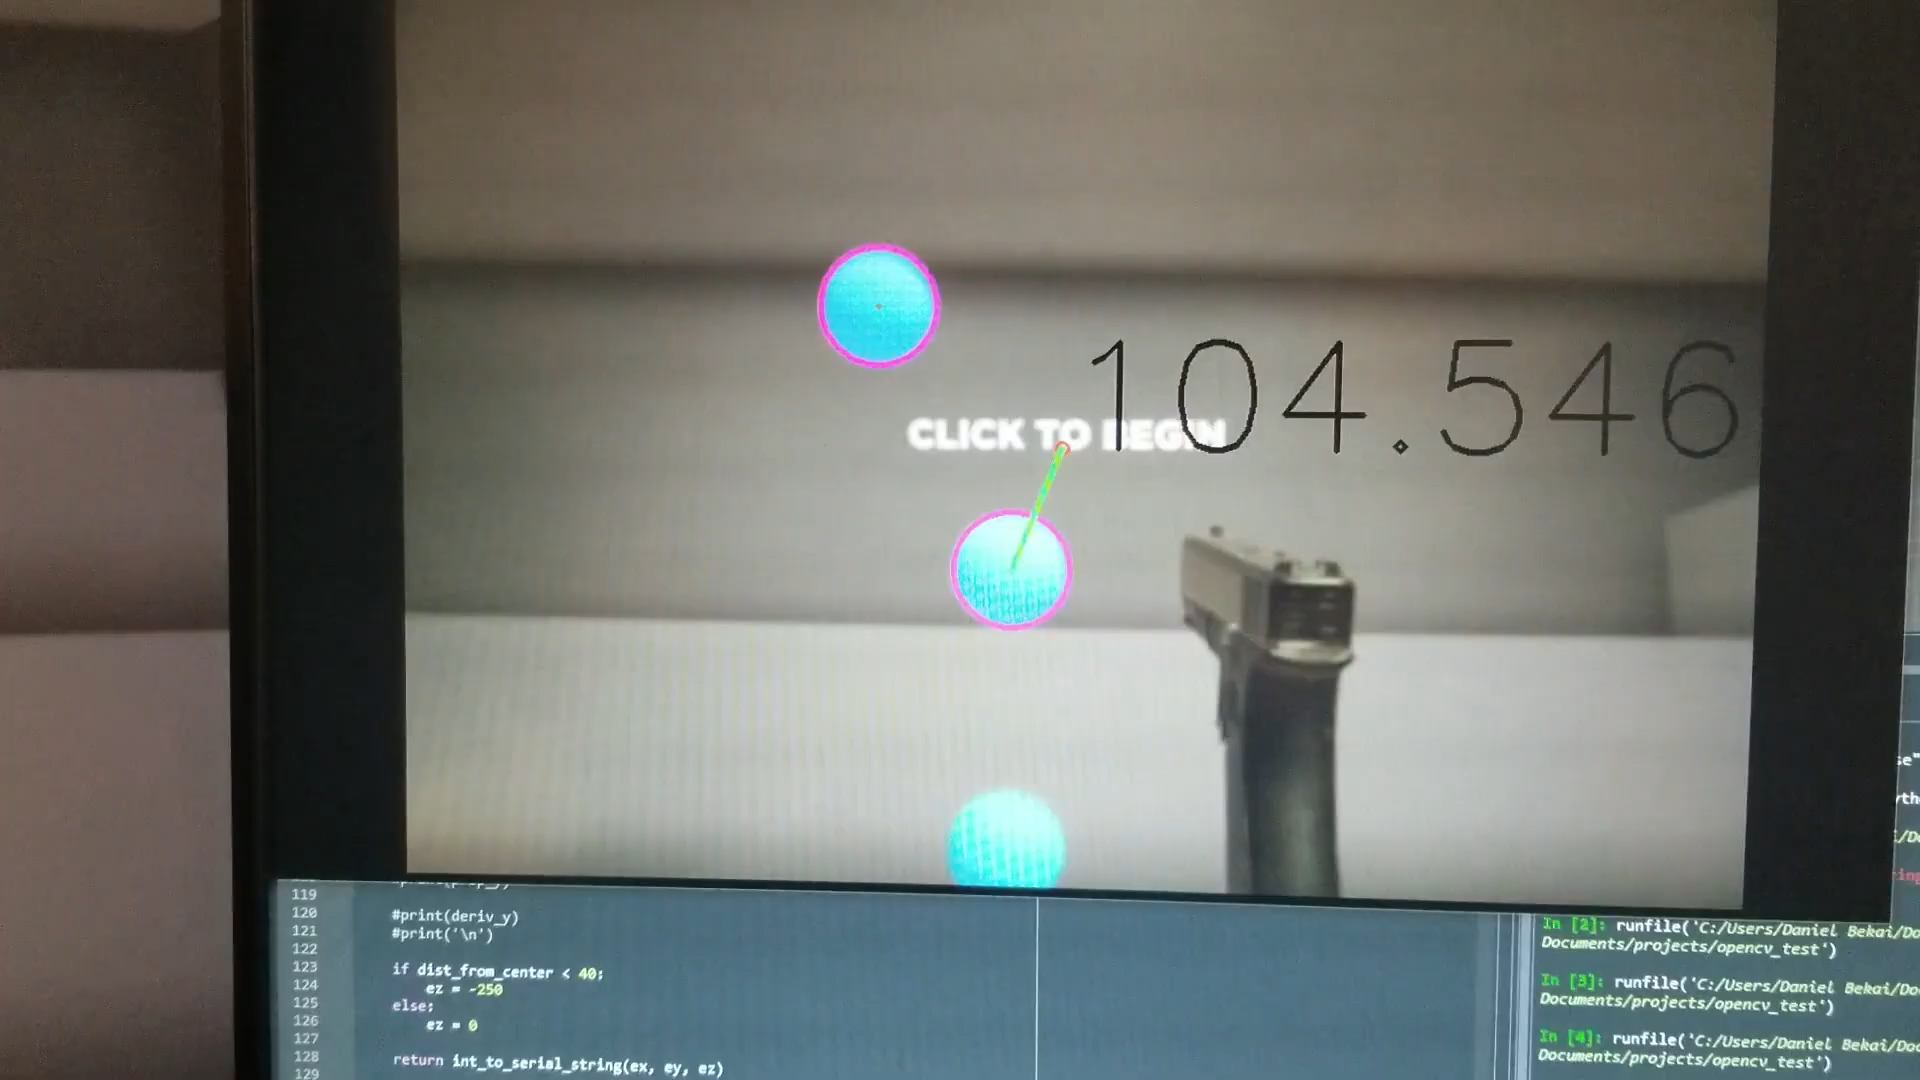 104.546
CLICK TO BEGIN
119
120 #print(deriv_y)
121 #print('\n')
122
123 if dist_from_center < 40:
124 ez = -250
125 else:
126 ez = 0
127
128 return int_to_serial_string(ex, ey, ez)
129
se"
In [2]: runfile('C:/Users/Daniel Bekai/Do
Documents/projects/opencv_test')
In [3]: runfile('C:/Users/Daniel Bekai/Do
Documents/projects/opencv_test')
In [4]: runfile('C:/Users/Daniel Bekai/Doc
Documents/projects/opencv_test')